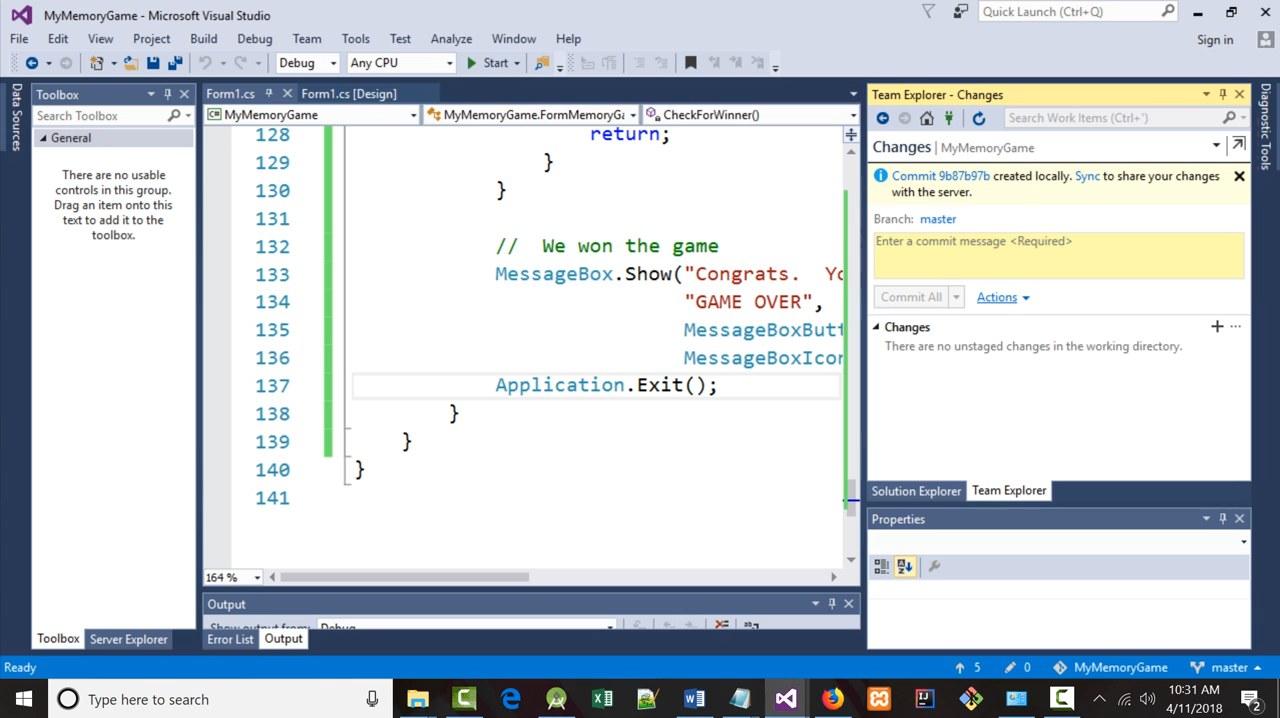 MyMemoryGame - Microsoft Visual Studio
Quick Launch (Ctrl+Q)
File Edit View Project Build Debug Team Tools Test Analyze Window Help
Sign in
Debug Any CPU Start
Data Sources
Toolbox
Search Toolbox
General
There are no usable
controls in this group.
Drag an item onto this
text to add it to the
toolbox.
Toolbox Server Explorer
Form1.cs Form1.cs [Design]
MyMemoryGame MyMemoryGame.FormMemoryGa CheckForWinner()
128 return;
129 }
130 }
131
132 // We won the game
133 MessageBox.Show("Congrats. Yo
134 "GAME OVER",
135 MessageBoxButt
136 MessageBoxIcon
137 Application.Exit();
138 }
139 }
140 }
141
164 %
Output
Show output from: Debug
Error List Output
Team Explorer - Changes
Search Work Items (Ctrl+')
Changes | MyMemoryGame
Commit 9b87b97b created locally. Sync to share your changes
with the server.
Branch: master
Enter a commit message <Required>
Commit All Actions
Changes
There are no unstaged changes in the working directory.
Solution Explorer Team Explorer
Properties
Diagnostic Tools
Ready
5 0 MyMemoryGame master
Type here to search
10:31 AM
4/11/2018
2